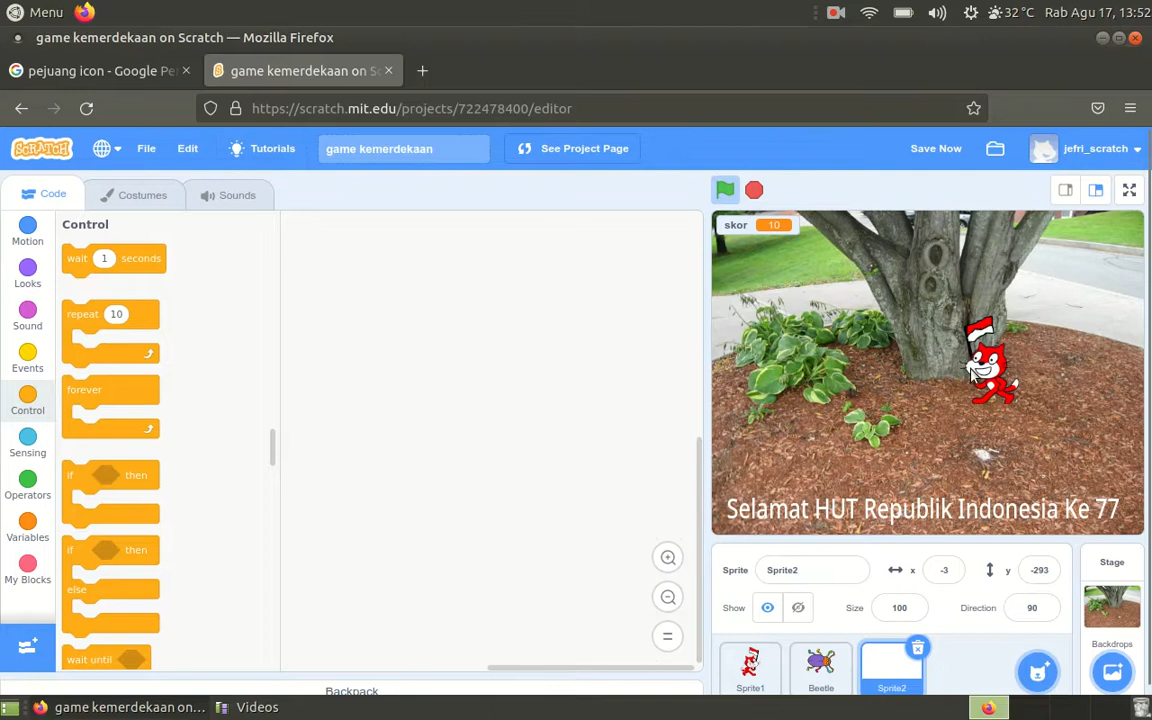 Menu
32 °C Rab Agu 17, 13:52
game kemerdekaan on Scratch — Mozilla Firefox
pejuang icon - Google Pe
game kemerdekaan on Sc
https://scratch.mit.edu/projects/722478400/editor
SCRATCH
File
Edit
Tutorials
game kemerdekaan
See Project Page
Save Now
jefri_scratch
Code
Costumes
Sounds
Motion
Looks
Sound
Events
Control
Sensing
Operators
Variables
My Blocks
Control
wait 1 seconds
repeat 10
forever
if then
if then
else
wait until
skor 10
Selamat HUT Republik Indonesia Ke 77
Sprite Sprite2 x -3 y -293
Show Size 100 Direction 90
Sprite1
Beetle
Sprite2
Stage
Backdrops
Backpack
game kemerdekaan on...
Videos